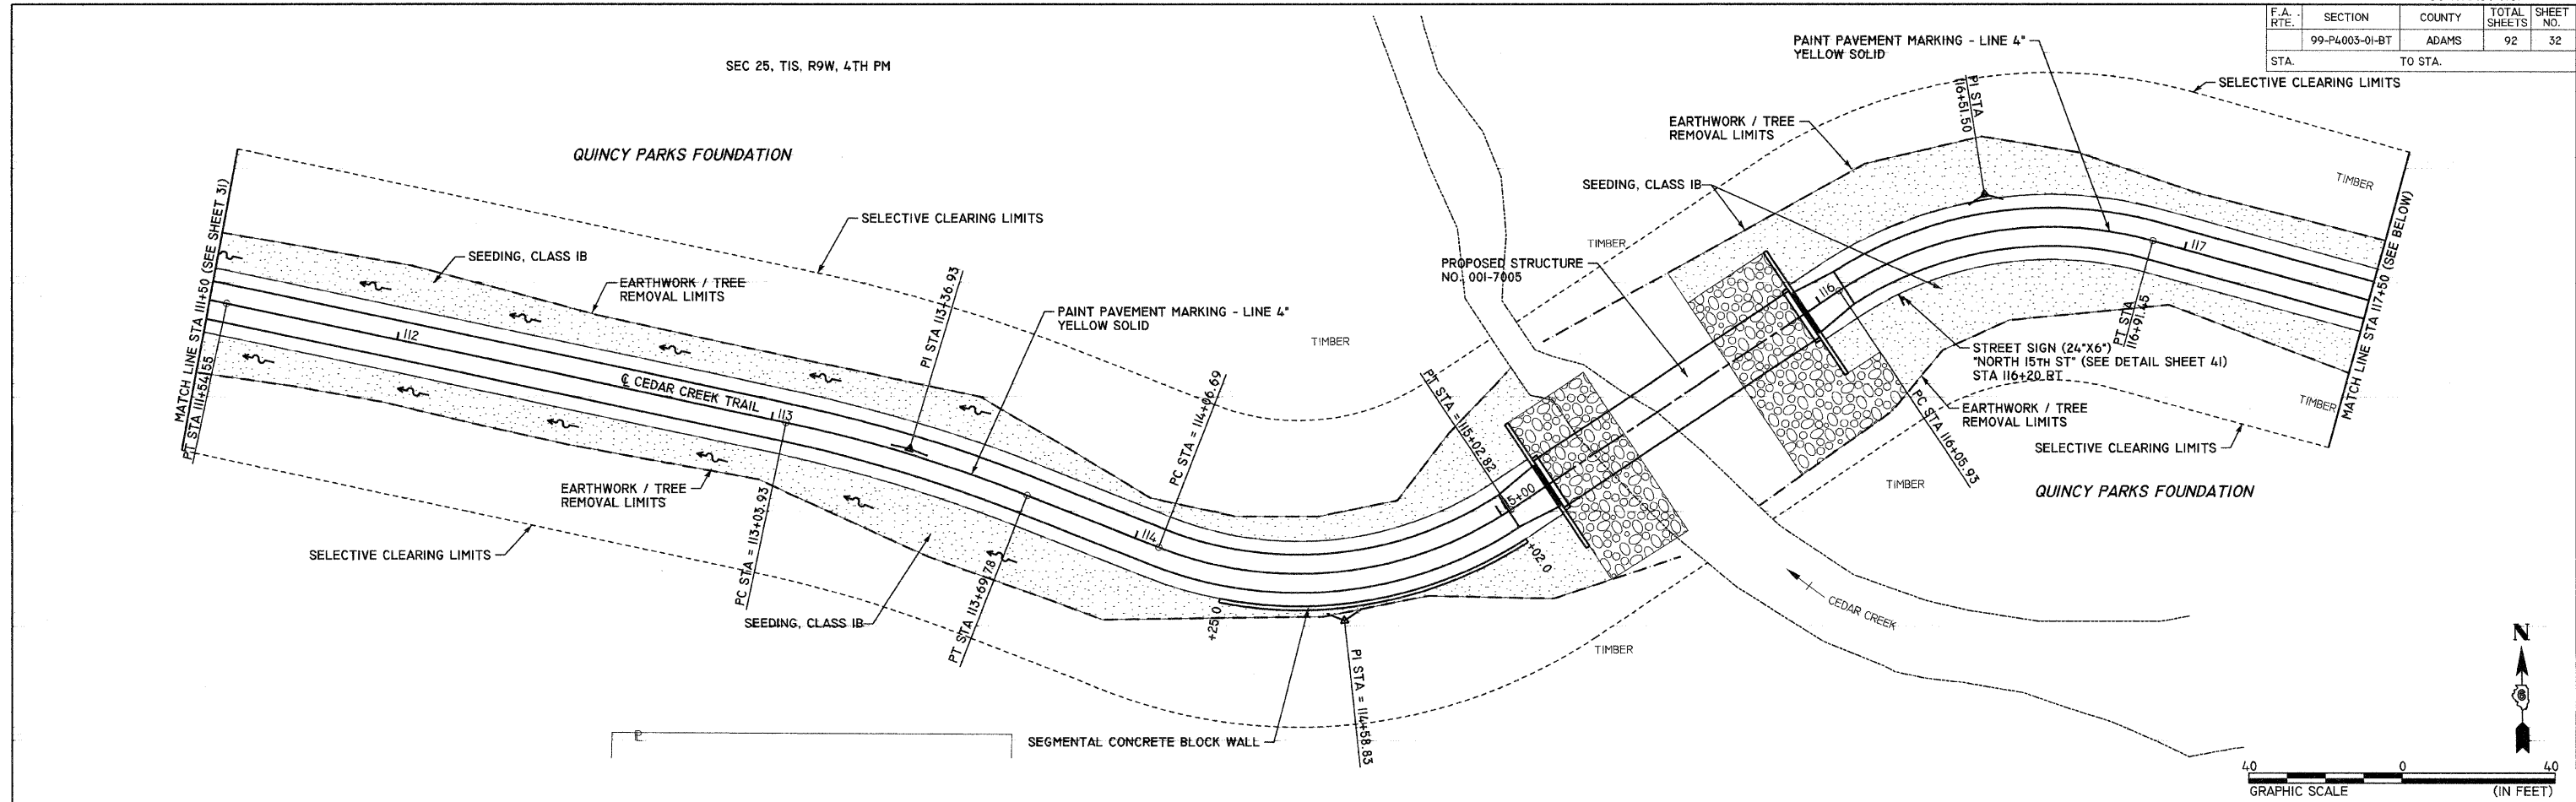 F.A. RTE.
SECTION
COUNTY
TOTAL SHEETS
SHEET NO.
99-P4003-01-BT
ADAMS
92
32
STA.
TO STA.
SEC 25, T1S, R9W, 4TH PM
QUINCY PARKS FOUNDATION
MATCH LINE STA 111+50 (SEE SHEET 31)
PT STA 111+54.55
SELECTIVE CLEARING LIMITS
SEEDING, CLASS 1B
EARTHWORK / TREE
REMOVAL LIMITS
112
℄ CEDAR CREEK TRAIL
113
PI STA 113+36.93
PAINT PAVEMENT MARKING - LINE 4"
YELLOW SOLID
EARTHWORK / TREE
REMOVAL LIMITS
SELECTIVE CLEARING LIMITS
PC STA = 113+03.93
SEEDING, CLASS 1B
PT STA 113+69.78
114
PC STA = 114+06.69
TIMBER
+25.0
SEGMENTAL CONCRETE BLOCK WALL
PI STA = 114+58.83
PT STA = 115+02.82
115+00
+02.0
TIMBER
CEDAR CREEK
PROPOSED STRUCTURE
NO. 001-7005
TIMBER
SEEDING, CLASS 1B
EARTHWORK / TREE
REMOVAL LIMITS
PAINT PAVEMENT MARKING - LINE 4"
YELLOW SOLID
PI STA
116+51.50
SELECTIVE CLEARING LIMITS
TIMBER
116
117
PT STA
116+91.45
MATCH LINE STA 117+50 (SEE BELOW)
STREET SIGN (24"X6")
"NORTH 15TH ST" (SEE DETAIL SHEET 41)
STA 116+20 RT
PC STA 116+05.93
EARTHWORK / TREE
REMOVAL LIMITS
TIMBER
SELECTIVE CLEARING LIMITS
TIMBER
QUINCY PARKS FOUNDATION
N
6
40
0
40
GRAPHIC SCALE
(IN FEET)